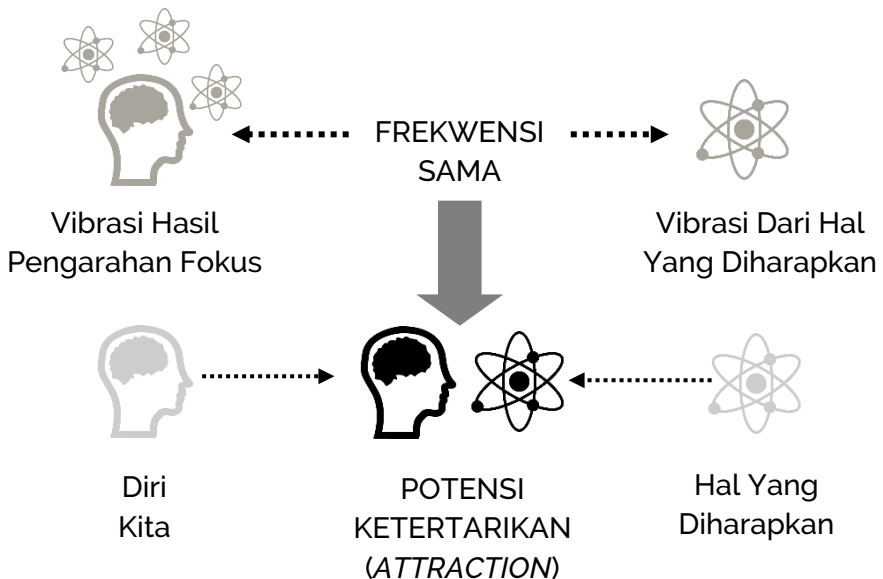 FREKWENSI
SAMA
Vibrasi Hasil
Pengarahan Fokus
Vibrasi Dari Hal
Yang Diharapkan
Diri
Kita
POTENSI
KETERTARIKAN
(ATTRACTION)
Hal Yang
Diharapkan